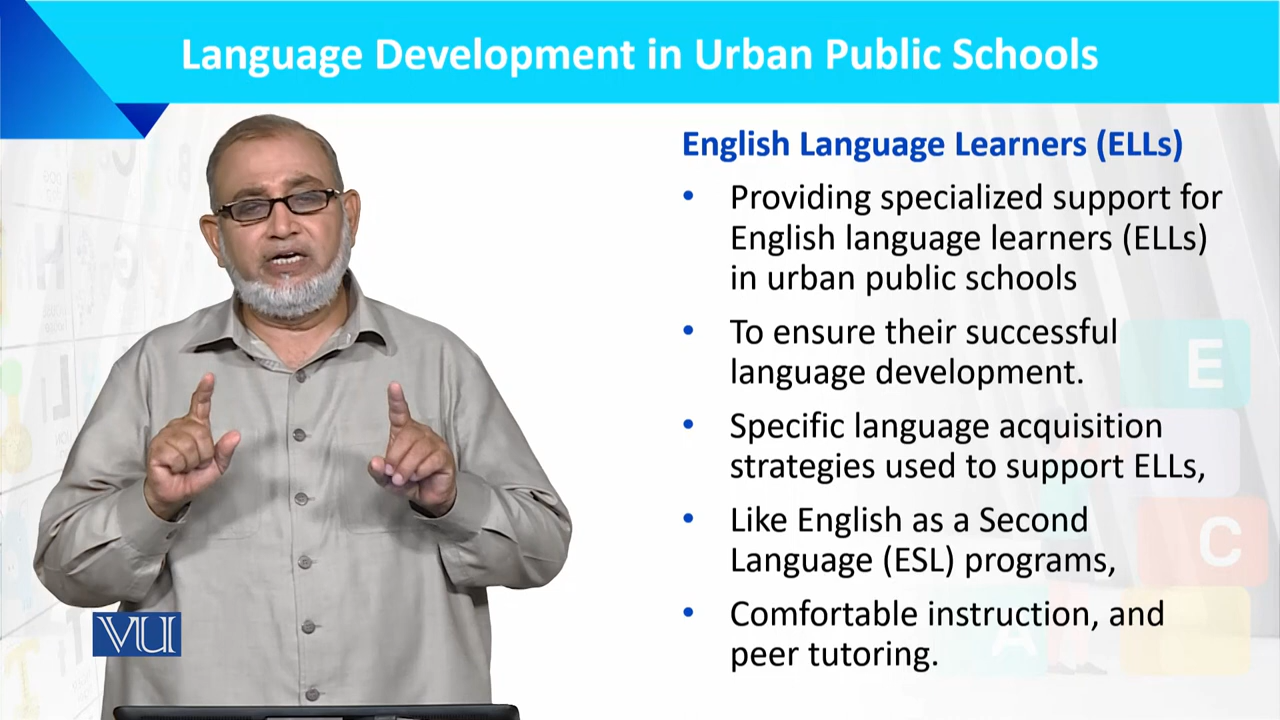 Language Development in Urban Public Schools
English Language Learners (ELLs)
• Providing specialized support for
English language learners (ELLs)
in urban public schools
• To ensure their successful
language development.
• Specific language acquisition
strategies used to support ELLs,
• Like English as a Second
Language (ESL) programs,
• Comfortable instruction, and
peer tutoring.
VU
E
C
A